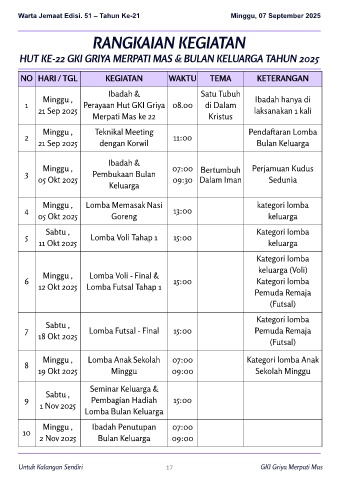 Warta Jemaat Edisi. 51 – Tahun Ke-21 Minggu, 07 September 2025
RANGKAIAN KEGIATAN
HUT KE-22 GKI GRIYA MERPATI MAS & BULAN KELUARGA TAHUN 2025
NO HARI / TGL KEGIATAN WAKTU TEMA KETERANGAN
1 Minggu , 21 Sep 2025 Ibadah & Perayaan Hut GKI Griya Merpati Mas ke 22 08.00 Satu Tubuh di Dalam Kristus Ibadah hanya di laksanakan 1 kali
2 Minggu , 21 Sep 2025 Teknikal Meeting dengan Korwil 11:00 Pendaftaran Lomba Bulan Keluarga
3 Minggu , 05 Okt 2025 Ibadah & Pembukaan Bulan Keluarga 07:00 09:30 Bertumbuh Dalam Iman Perjamuan Kudus Sedunia
4 Minggu , 05 Okt 2025 Lomba Memasak Nasi Goreng 13:00 kategori lomba keluarga
5 Sabtu , 11 Okt 2025 Lomba Voli Tahap 1 15:00 Kategori lomba keluarga
6 Minggu , 12 Okt 2025 Lomba Voli - Final & Lomba Futsal Tahap 1 15:00 Kategori lomba keluarga (Voli) Kategori lomba Pemuda Remaja (Futsal)
7 Sabtu , 18 Okt 2025 Lomba Futsal - Final 15:00 Kategori lomba Pemuda Remaja (Futsal)
8 Minggu , 19 Okt 2025 Lomba Anak Sekolah Minggu 07:00 09:00 Kategori lomba Anak Sekolah Minggu
9 Sabtu , 1 Nov 2025 Seminar Keluarga & Pembagian Hadiah Lomba Bulan Keluarga 15:00
10 Minggu , 2 Nov 2025 Ibadah Penutupan Bulan Keluarga 07:00 09:00
Untuk Kalangan Sendiri 17 GKI Griya Merpati Mas